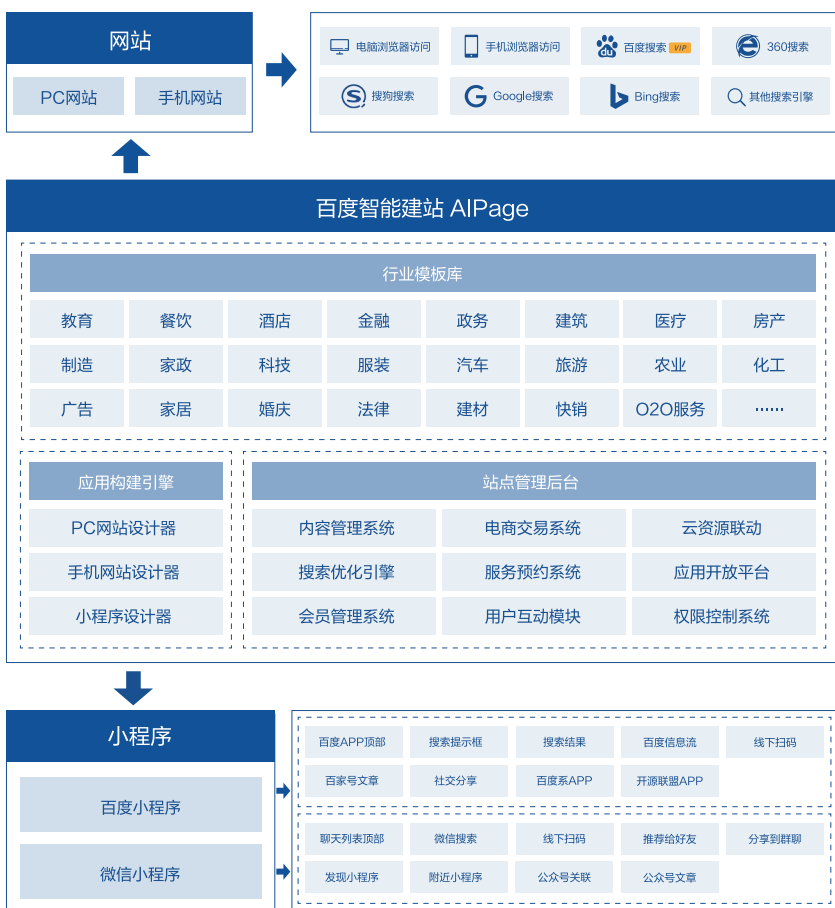 网站
PC网站 手机网站
电脑浏览器访问 手机浏览器访问 du 百度搜索 VIP 360搜索
搜狗搜索 Google搜索 Bing搜索 其他搜索引擎
百度智能建站 AIPage
行业模板库
教育 餐饮 酒店 金融 政务 建筑 医疗 房产
制造 家政 科技 服装 汽车 旅游 农业 化工
广告 家居 婚庆 法律 建材 快销 O2O服务 ······
应用构建引擎
PC网站设计器
手机网站设计器
小程序设计器
站点管理后台
内容管理系统 电商交易系统 云资源联动
搜索优化引擎 服务预约系统 应用开放平台
会员管理系统 用户互动模块 权限控制系统
小程序
百度小程序
微信小程序
百度APP顶部 搜索提示框 搜索结果 百度信息流 线下扫码
百家号文章 社交分享 百度系APP 开源联盟APP
聊天列表顶部 微信搜索 线下扫码 推荐给好友 分享到群聊
发现小程序 附近小程序 公众号关联 公众号文章